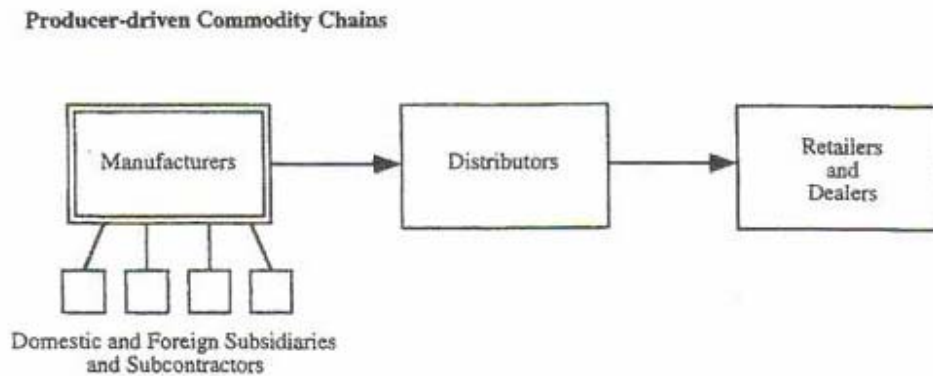 Producer-driven Commodity Chains
Manufacturers
Distributors
Retailers
and
Dealers
Domestic and Foreign Subsidiaries
and Subcontractors